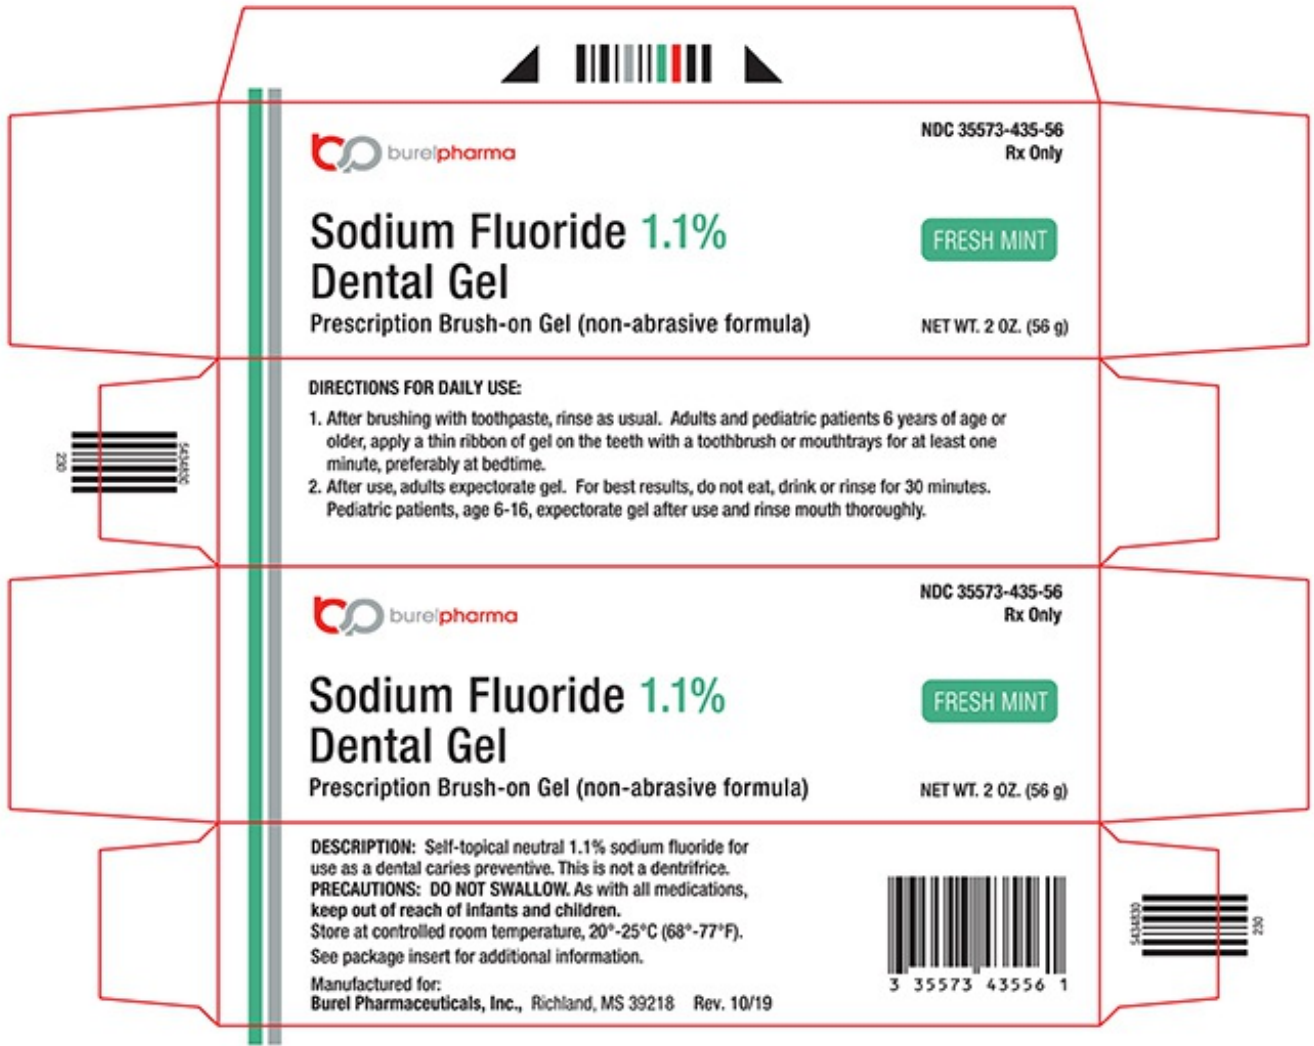 burelpharma
NDC 35573-435-56
Rx Only
Sodium Fluoride 1.1%
Dental Gel
FRESH MINT
Prescription Brush-on Gel (non-abrasive formula)
NET WT. 2 OZ. (56 g)
DIRECTIONS FOR DAILY USE:
1. After brushing with toothpaste, rinse as usual. Adults and pediatric patients 6 years of age or
older, apply a thin ribbon of gel on the teeth with a toothbrush or mouthtrays for at least one
minute, preferably at bedtime.
2. After use, adults expectorate gel. For best results, do not eat, drink or rinse for 30 minutes.
Pediatric patients, age 6-16, expectorate gel after use and rinse mouth thoroughly.
5434830
230
burelpharma
NDC 35573-435-56
Rx Only
Sodium Fluoride 1.1%
Dental Gel
FRESH MINT
Prescription Brush-on Gel (non-abrasive formula)
NET WT. 2 OZ. (56 g)
DESCRIPTION: Self-topical neutral 1.1% sodium fluoride for
use as a dental caries preventive. This is not a dentrifrice.
PRECAUTIONS: DO NOT SWALLOW. As with all medications,
keep out of reach of infants and children.
Store at controlled room temperature, 20°-25°C (68°-77°F).
See package insert for additional information.
Manufactured for:
Burel Pharmaceuticals, Inc., Richland, MS 39218 Rev. 10/19
3 35573 43556 1
5434830
230